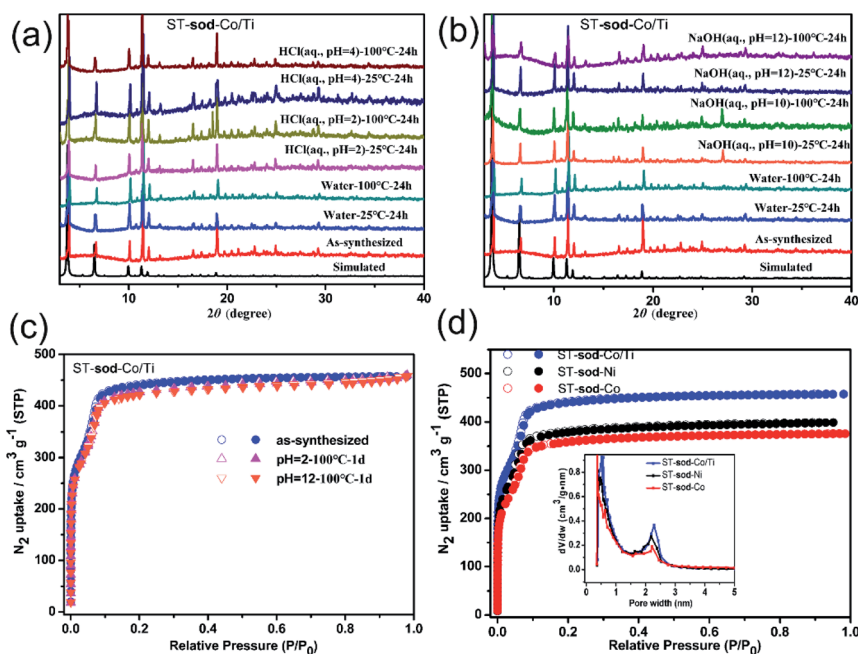 (a)
ST-sod-Co/Ti
HCl(aq., pH=4)-100°C-24h
HCl(aq., pH=4)-25°C-24h
HCl(aq., pH=2)-100°C-24h
HCl(aq., pH=2)-25°C-24h
Water-100°C-24h
Water-25°C-24h
As-synthesized
Simulated
10 20 30 40
2θ (degree)
(b)
ST-sod-Co/Ti
NaOH(aq., pH=12)-100°C-24h
NaOH(aq., pH=12)-25°C-24h
NaOH(aq., pH=10)-100°C-24h
NaOH(aq., pH=10)-25°C-24h
Water-100°C-24h
Water-25°C-24h
As-synthesized
Simulated
10 20 30 40
2θ (degree)
(c)
ST-sod-Co/Ti
N2 uptake / cm3 g-1 (STP)
500
400
300
200
100
0
as-synthesized
pH=2-100°C-1d
pH=12-100°C-1d
0.0 0.2 0.4 0.6 0.8 1.0
Relative Pressure (P/P0)
(d)
ST-sod-Co/Ti
ST-sod-Ni
ST-sod-Co
N2 uptake / cm3 g-1 (STP)
500
400
300
200
100
0
dV/dw (cm3/g•nm)
0.8
0.6
0.4
0.2
0.0
ST-sod-Co/Ti
ST-sod-Ni
ST-sod-Co
0 1 2 3 4 5
Pore width (nm)
0.0 0.2 0.4 0.6 0.8 1.0
Relative Pressure (P/P0)